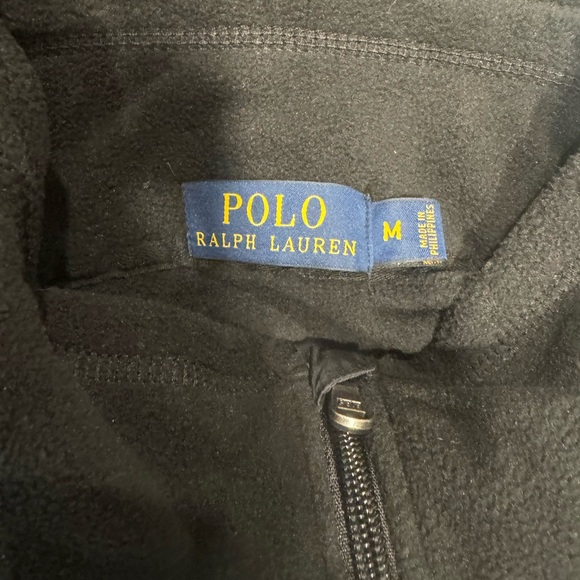 POLO
RALPH LAUREN
M
MADE IN
PHILIPPINES